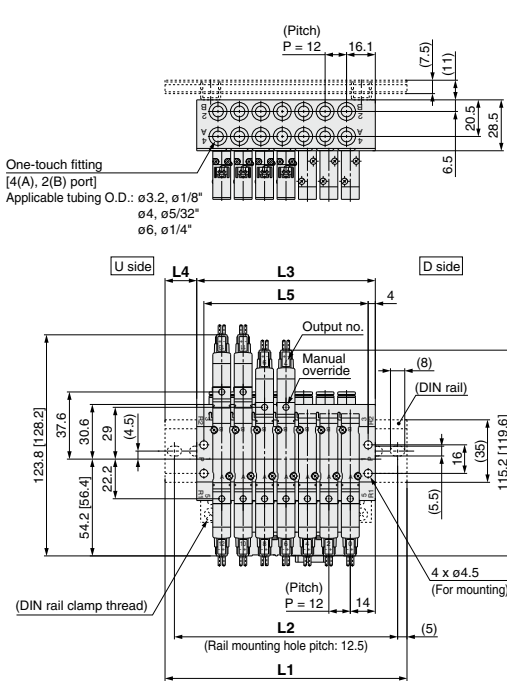 (Pitch)
P = 12
16.1
(7.5)
(11)
B
2
B
2
A
4
A
4
20.5
28.5
6.5
One-touch fitting
[4(A), 2(B) port]
Applicable tubing O.D.: ø3.2, ø1/8"
ø4, ø5/32"
ø6, ø1/4"
U side
L4
L3
D side
L5
4
Output no.
Manual
override
(8)
(DIN rail)
123.8 [128.2]
37.6
30.6
29
(4.5)
22.2
54.2 [56.4]
16
(35)
(5.5)
115.2 [119.6]
4 x ø4.5
(For mounting)
(Pitch)
P = 12
14
(DIN rail clamp thread)
L2
(5)
(Rail mounting hole pitch: 12.5)
L1